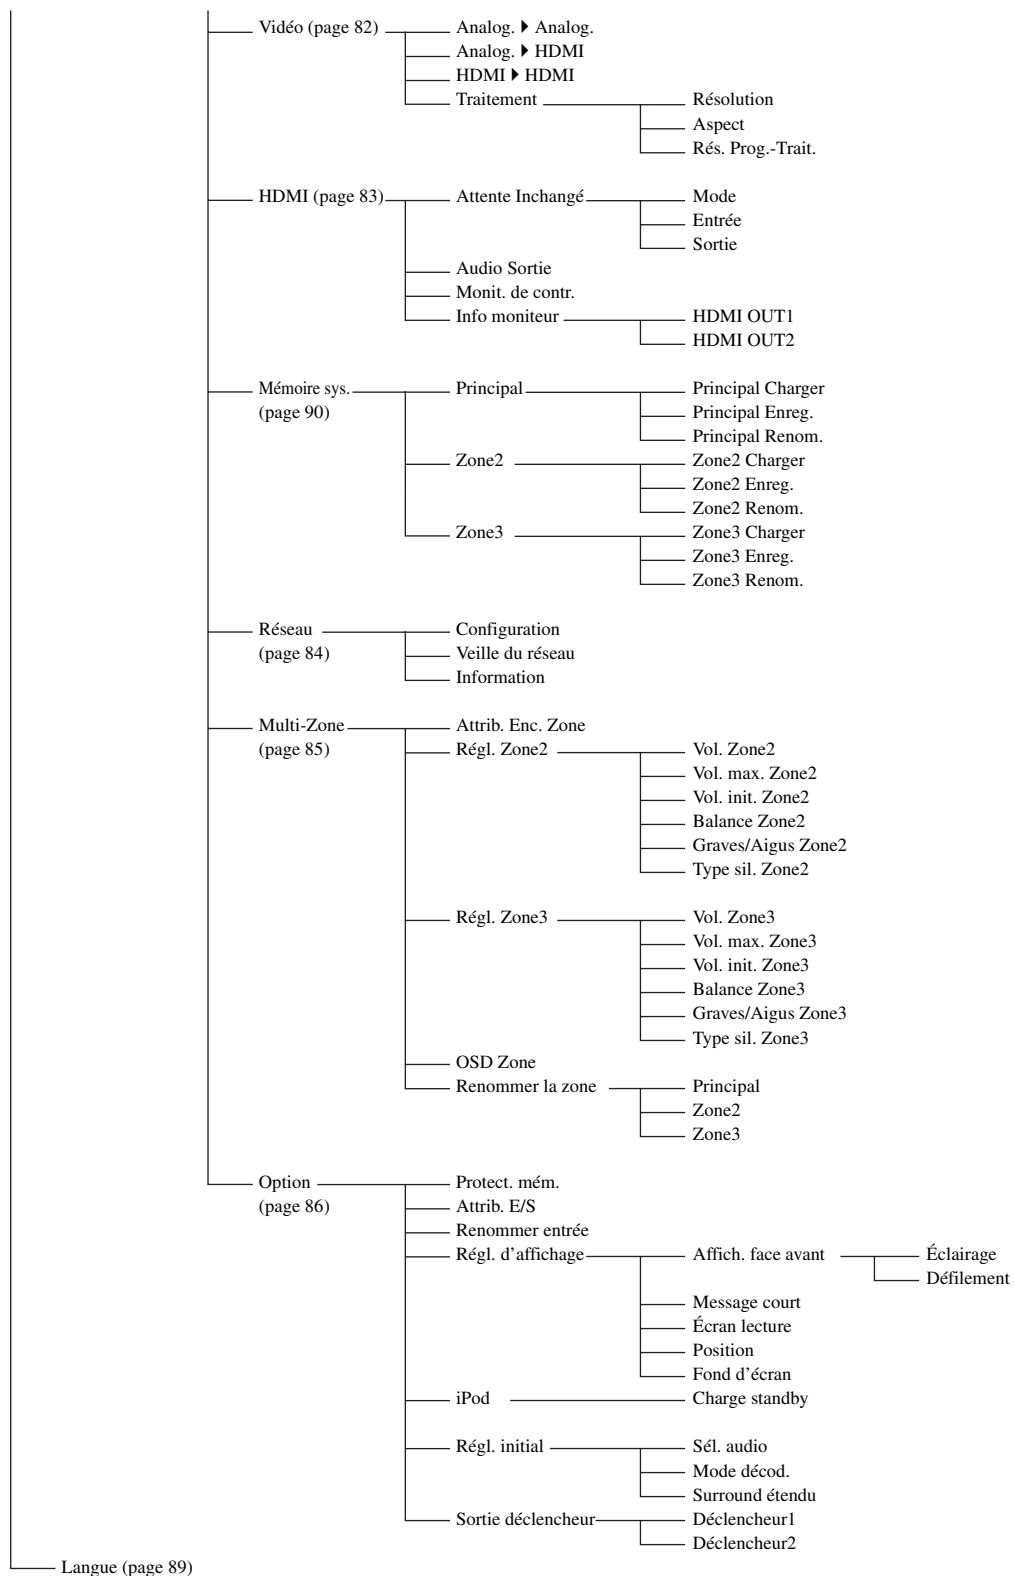 Vidéo (page 82) Analog. ▶ Analog.
Analog. ▶ HDMI
HDMI ▶ HDMI
Traitement Résolution
Aspect
Rés. Prog.-Trait.
HDMI (page 83) Attente Inchangé Mode
Entrée
Sortie
Audio Sortie
Monit. de contr.
Info moniteur HDMI OUT1
HDMI OUT2
Mémoire sys. Principal Principal Charger
(page 90) Principal Enreg.
Principal Renom.
Zone2 Zone2 Charger
Zone2 Enreg.
Zone2 Renom.
Zone3 Zone3 Charger
Zone3 Enreg.
Zone3 Renom.
Réseau Configuration
(page 84) Veille du réseau
Information
Multi-Zone Attrib. Enc. Zone
(page 85) Régl. Zone2 Vol. Zone2
Vol. max. Zone2
Vol. init. Zone2
Balance Zone2
Graves/Aigus Zone2
Type sil. Zone2
Régl. Zone3 Vol. Zone3
Vol. max. Zone3
Vol. init. Zone3
Balance Zone3
Graves/Aigus Zone3
Type sil. Zone3
OSD Zone
Renommer la zone Principal
Zone2
Zone3
Option Protect. mém.
(page 86) Attrib. E/S
Renommer entrée
Régl. d'affichage Affich. face avant Éclairage
Défilement
Message court
Écran lecture
Position
Fond d'écran
iPod Charge standby
Régl. initial Sél. audio
Mode décod.
Surround étendu
Sortie déclencheur Déclencheur1
Déclencheur2
Langue (page 89)